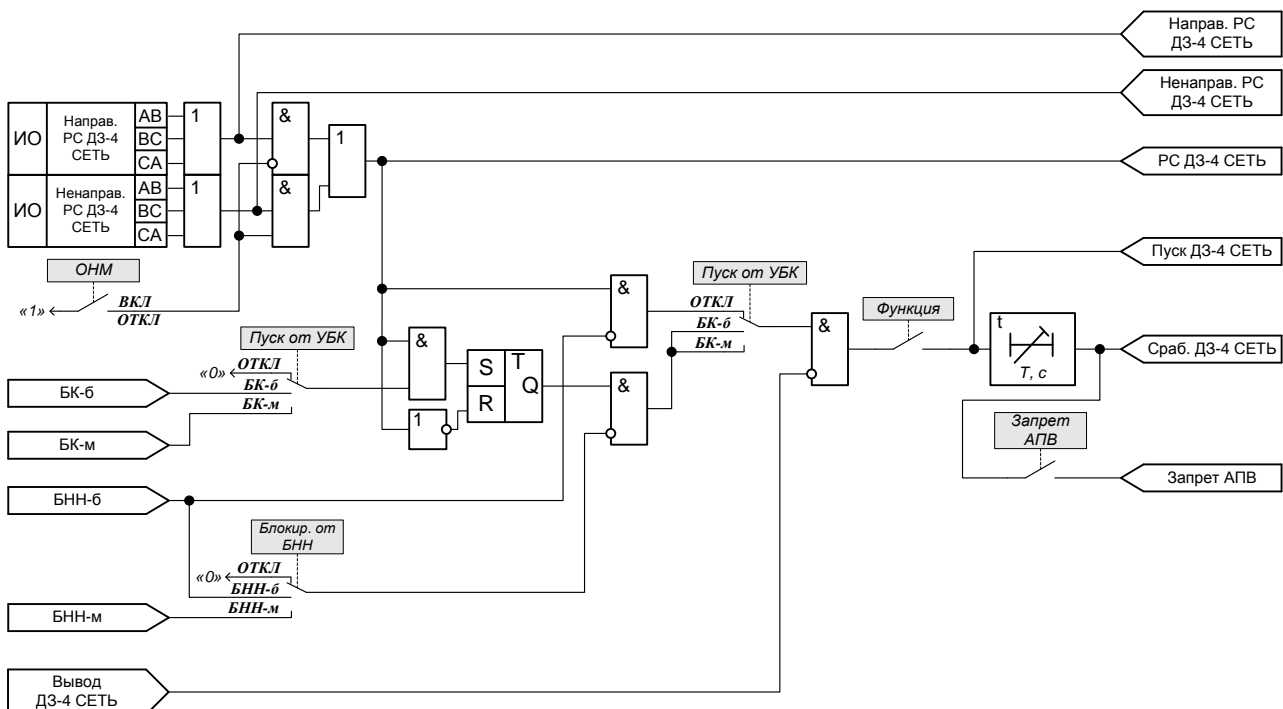 Направ. РС
ДЗ-4 СЕТЬ
Ненаправ. РС
ДЗ-4 СЕТЬ
ИО
Направ.
РС ДЗ-4
СЕТЬ
AB
BC
CA
1
&
1
РС ДЗ-4 СЕТЬ
ИО
Ненаправ.
РС ДЗ-4
СЕТЬ
AB
BC
CA
1
&
ОНМ
«1»
ВКЛ
ОТКЛ
Пуск ДЗ-4 СЕТЬ
Пуск от УБК
ОТКЛ
БК-б
БК-м
&
&
Функция
t
T, с
Сраб. ДЗ-4 СЕТЬ
Пуск от УБК
«0»
ОТКЛ
БК-б
БК-м
&
S
T
R
Q
1
&
БК-б
БК-м
Запрет
АПВ
Запрет АПВ
БНН-б
Блокир. от
БНН
«0»
ОТКЛ
БНН-б
БНН-м
БНН-м
Вывод
ДЗ-4 СЕТЬ